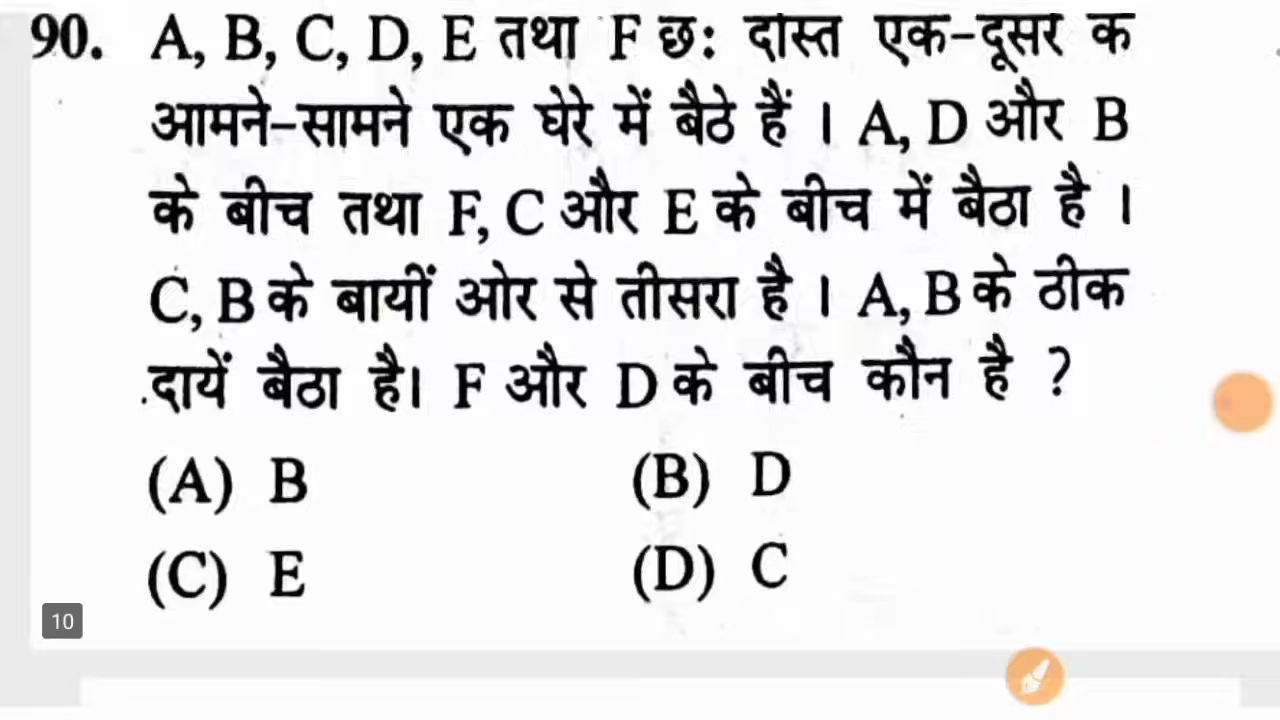 90. A, B, C, D, E तथा F छ: दोस्त एक-दूसरे के
आमने-सामने एक घेरे में बैठे हैं । A, D और B
के बीच तथा F, C और E के बीच में बैठा है ।
C, B के बायीं ओर से तीसरा है । A, B के ठीक
दायें बैठा है। F और D के बीच कौन है ?
(A) B
(B) D
(C) E
(D) C
10